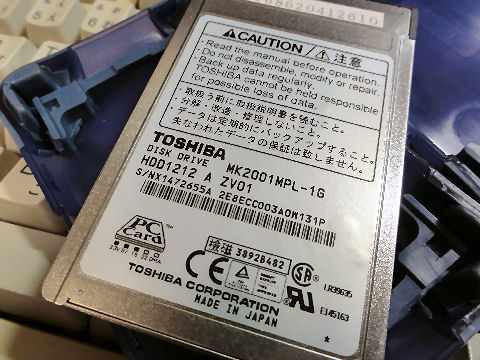 ⚠CAUTION/⚠注意
Read the manual before operation.
Do not disassemble, modify or repair.
Back up data regularly.
TOSHIBA cannot be held responsible
for possible loss of data.
・取扱う前に取扱説明書を読むこと。
・分解・改造・修理しないこと。
・データは定期的にバックアップすること。
失なわれたデータの保証は致しません。
TOSHIBA
DISK DRIVE MK2001MPL-1G
HDD1212 A ZV01
S/NX1472655A 2E8ECC003A0M131P
PC Card
3892B482
CE
LR39635
E145163
TOSHIBA CORPORATION
MADE IN JAPAN